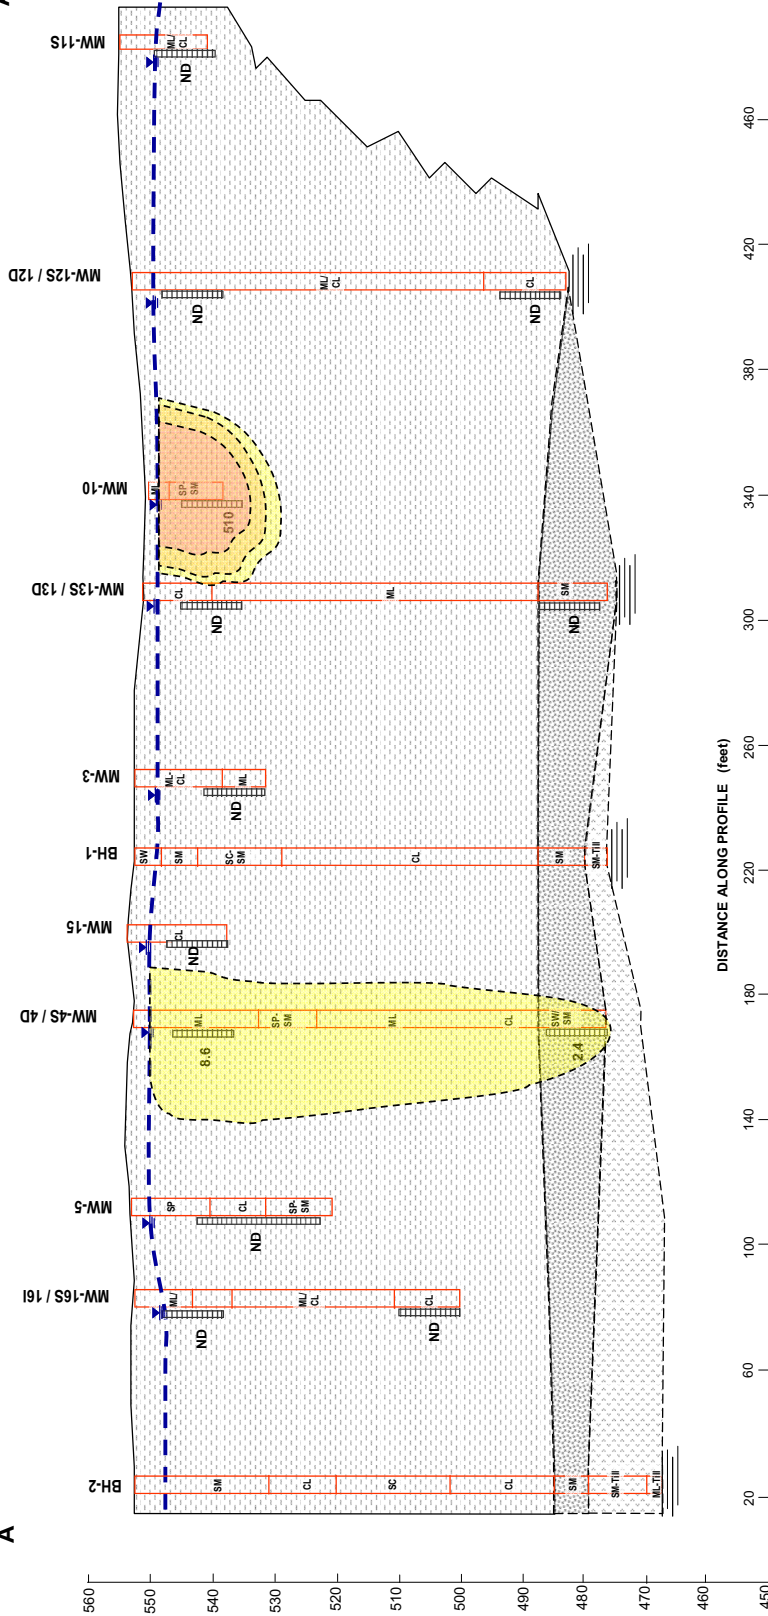 A
A'
BH-2
MW-16S / 16I
MW-5
MW-4S / 4D
MW-15
BH-1
MW-3
MW-13S / 13D
MW-10
MW-12S / 12D
MW-11S
SM
CL
SC
CL
SM
SM-Till
ML-Till
ML/
ML/
CL
CL
ND
ND
SP
CL
SP-
SM
ND
ML
SP-
SM
ML
CL
SW/
SM
8.6
2.4
CL
ND
SW
SM
SC-
SM
CL
SM
SM-Till
ML-
CL
ML
ND
CL
ML
SM
ND
ND
ML
SP-
SM
510
ML/
CL
CL
ND
ND
ML/
CL
ND
560
550
540
530
520
510
500
490
480
470
460
450
20
60
100
140
180
220
260
300
340
380
420
460
DISTANCE ALONG PROFILE (feet)